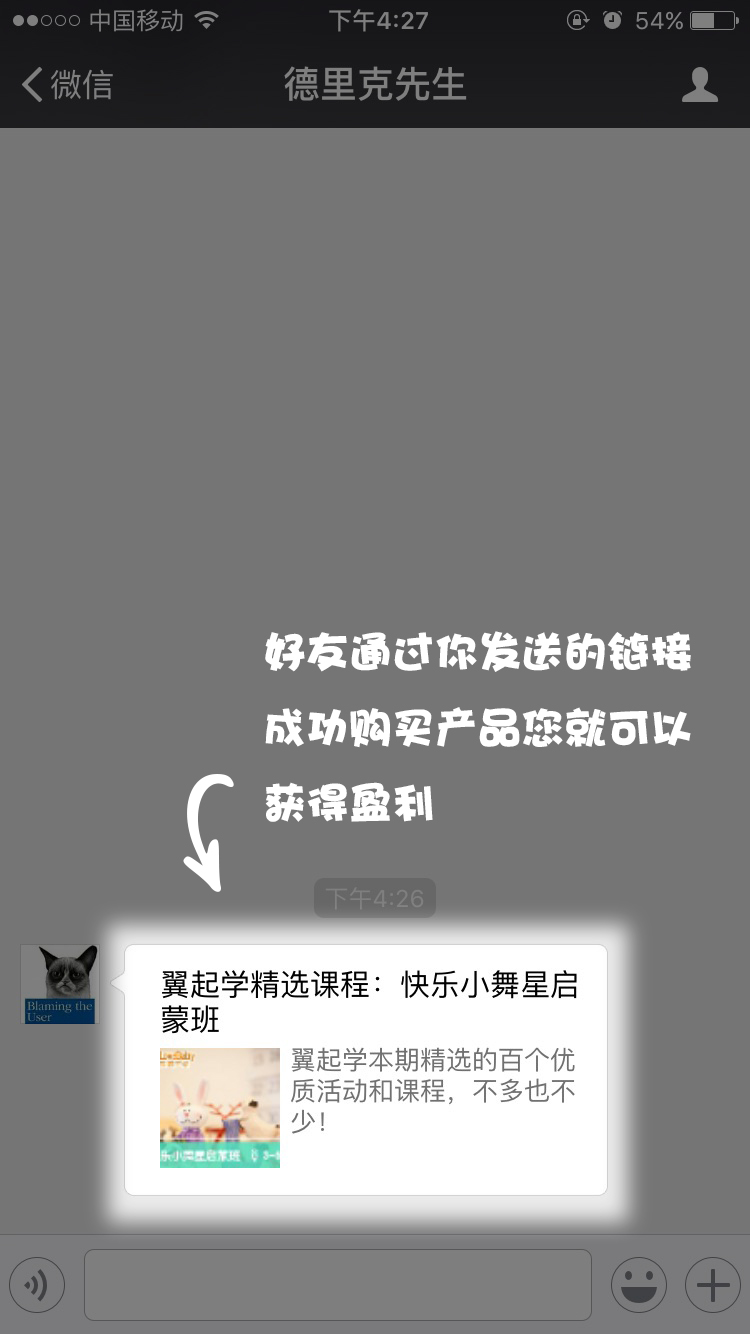 中国移动
下午4:27
54%
微信
德里克先生
好友通过你发送的链接
成功购买产品您就可以
获得盈利
下午4:26
Blaming the
User
翼起学精选课程：快乐小舞星启
蒙班
翼起学本期精选的百个优
质活动和课程，不多也不
少！
乐小舞星启蒙班